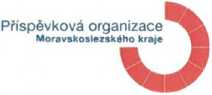 Příspěvková organizace
Moravskoslezského kraje